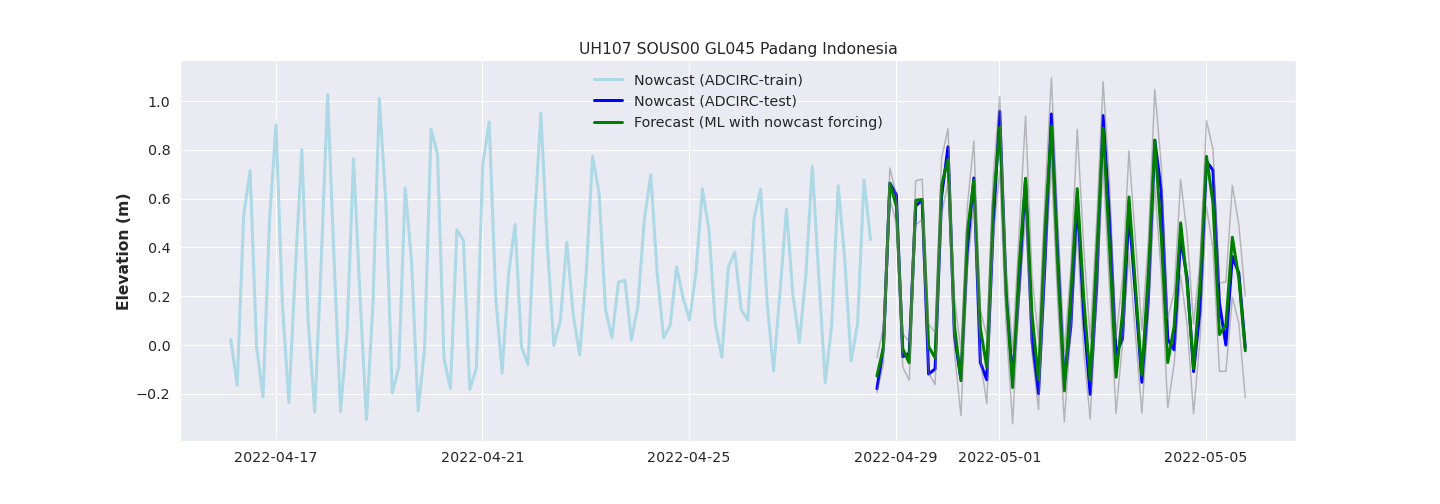 UH107 SOUS00 GL045 Padang Indonesia
Nowcast (ADCIRC-train)
Nowcast (ADCIRC-test)
Forecast (ML with nowcast forcing)
Elevation (m)
1.0
0.8
0.6
0.4
0.2
0.0
−0.2
2022-04-17
2022-04-21
2022-04-25
2022-04-29
2022-05-01
2022-05-05